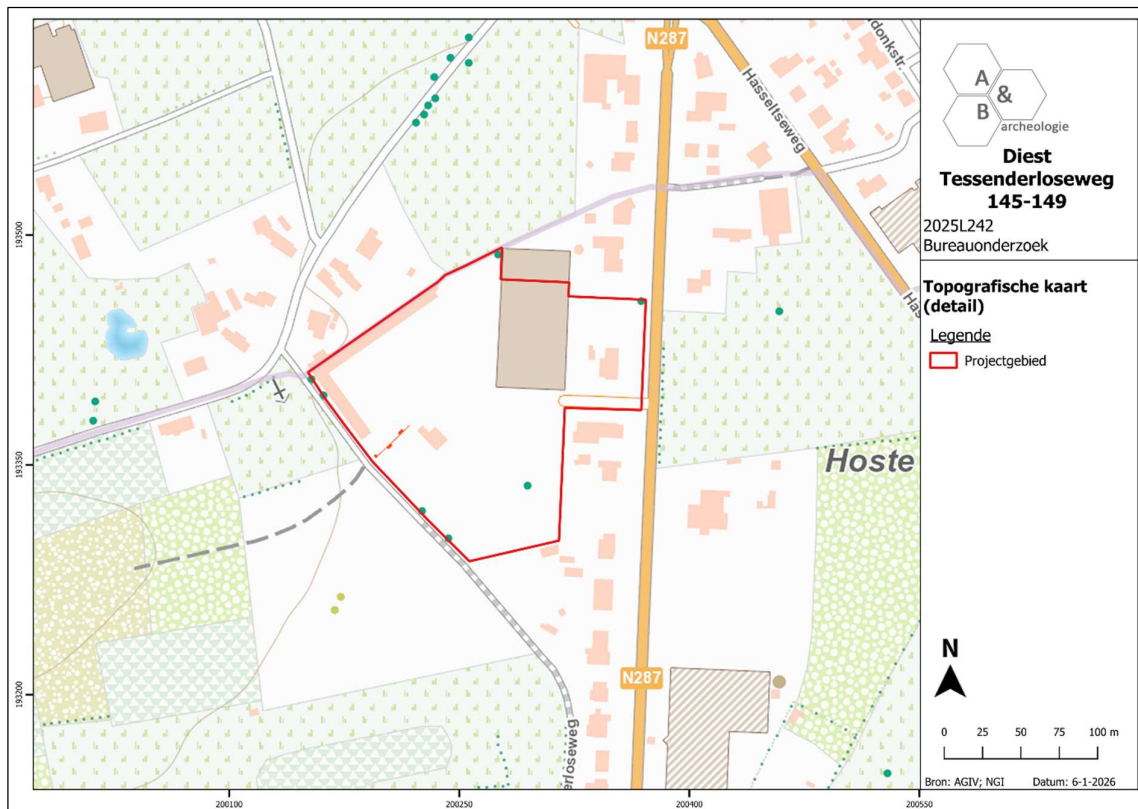 N287
Hasseltseweg
donkstr.
Has
Hoste
N287
erloseweg
193500
193350
193200
200100
200250
200400
200550
A
&
B
archeologie
Diest
Tessenderloseweg
145-149
2025L242
Bureauonderzoek
Topografische kaart
(detail)
Legende
Projectgebied
N
0 25 50 75 100 m
Bron: AGIV; NGI Datum: 6-1-2026